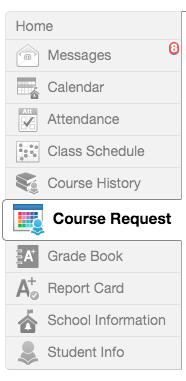 Home
Messages 8
Calendar
Att Attendance
Class Schedule
Course History
Course Request
A+ Grade Book
A+ Report Card
School Information
Student Info